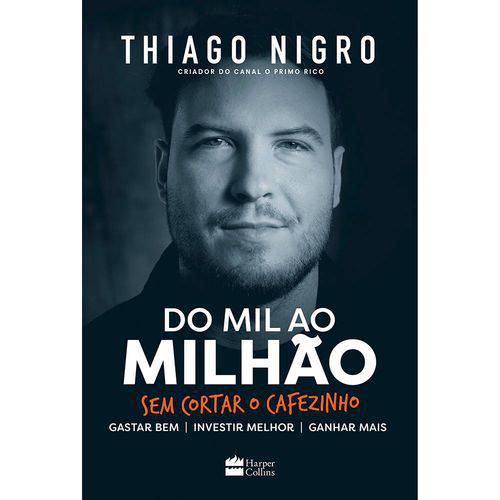 THIAGO NIGRO
CRIADOR DO CANAL O PRIMO RICO
DO MIL AO
MILHÃO
SEM CORTAR O CAFEZINHO
GASTAR BEM | INVESTIR MELHOR | GANHAR MAIS
Harper
Collins